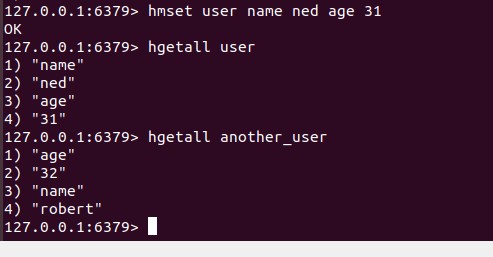 127.0.0.1:6379> hmset user name ned age 31
OK
127.0.0.1:6379> hgetall user
1) "name"
2) "ned"
3) "age"
4) "31"
127.0.0.1:6379> hgetall another_user
1) "age"
2) "32"
3) "name"
4) "robert"
127.0.0.1:6379>